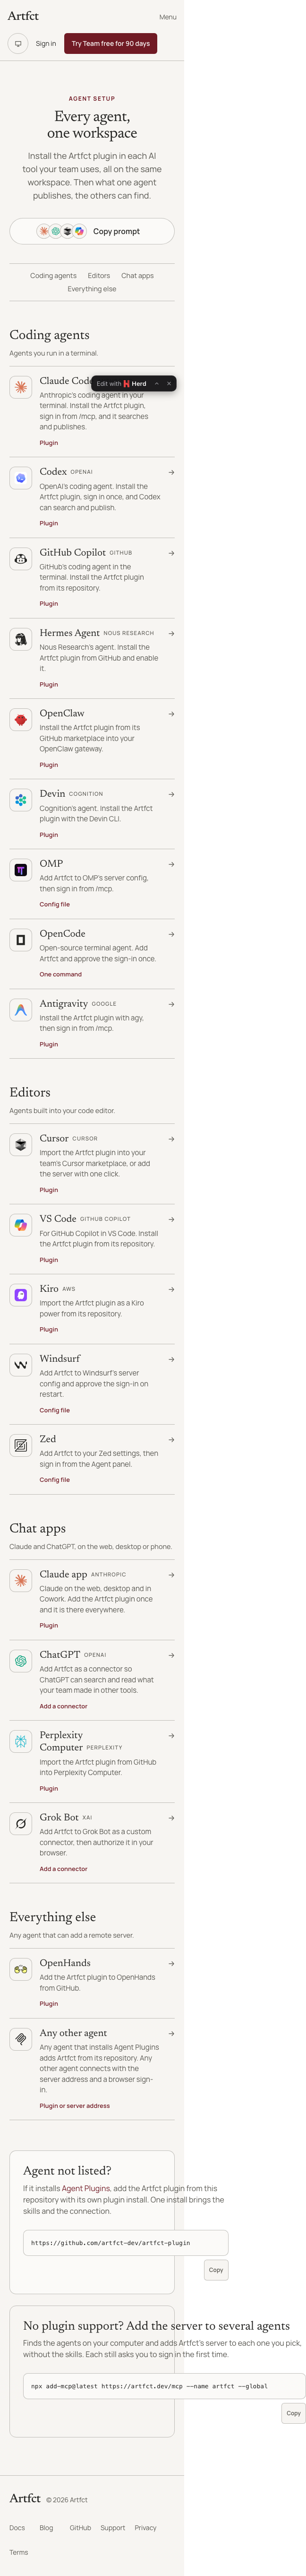 Artfct
Menu
Sign in
Try Team free for 90 days
AGENT SETUP
Every agent,
one workspace
Install the Artfct plugin in each AI
tool your team uses, all on the same
workspace. Then what one agent
publishes, the others can find.
Copy prompt
Coding agents Editors Chat apps
Everything else
Coding agents
Agents you run in a terminal.
Claude Code
Edit with Herd
Anthropic's coding agent in your
terminal. Install the Artfct plugin,
sign in from /mcp, and it searches
and publishes.
Plugin
Codex OPENAI
OpenAI's coding agent. Install the
Artfct plugin, sign in once, and Codex
can search and publish.
Plugin
GitHub Copilot GITHUB
GitHub's coding agent in the
terminal. Install the Artfct plugin
from its repository.
Plugin
Hermes Agent NOUS RESEARCH
Nous Research's agent. Install the
Artfct plugin from GitHub and enable
it.
Plugin
OpenClaw
Install the Artfct plugin from its
GitHub marketplace into your
OpenClaw gateway.
Plugin
Devin COGNITION
Cognition's agent. Install the Artfct
plugin with the Devin CLI.
Plugin
OMP
Add Artfct to OMP's server config,
then sign in from /mcp.
Config file
OpenCode
Open-source terminal agent. Add
Artfct and approve the sign-in once.
One command
Antigravity GOOGLE
Install the Artfct plugin with agy,
then sign in from /mcp.
Plugin
Editors
Agents built into your code editor.
Cursor CURSOR
Import the Artfct plugin into your
team's Cursor marketplace, or add
the server with one click.
Plugin
VS Code GITHUB COPILOT
For GitHub Copilot in VS Code. Install
the Artfct plugin from its repository.
Plugin
Kiro AWS
Import the Artfct plugin as a Kiro
power from its repository.
Plugin
Windsurf
Add Artfct to Windsurf's server
config and approve the sign-in on
restart.
Config file
Zed
Add Artfct to your Zed settings, then
sign in from the Agent panel.
Config file
Chat apps
Claude and ChatGPT, on the web, desktop or phone.
Claude app ANTHROPIC
Claude on the web, desktop and in
Cowork. Add the Artfct plugin once
and it is there everywhere.
Plugin
ChatGPT OPENAI
Add Artfct as a connector so
ChatGPT can search and read what
your team made in other tools.
Add a connector
Perplexity
Computer PERPLEXITY
Import the Artfct plugin from GitHub
into Perplexity Computer.
Plugin
Grok Bot XAI
Add Artfct to Grok Bot as a custom
connector, then authorize it in your
browser.
Add a connector
Everything else
Any agent that can add a remote server.
OpenHands
Add the Artfct plugin to OpenHands
from GitHub.
Plugin
Any other agent
Any agent that installs Agent Plugins
adds Artfct from its repository. Any
other agent connects with the
server address and a browser sign-
in.
Plugin or server address
Agent not listed?
If it installs Agent Plugins, add the Artfct plugin from this
repository with its own plugin install. One install brings the
skills and the connection.
https://github.com/artfct-dev/artfct-plugin
Copy
No plugin support? Add the server to several agents
Finds the agents on your computer and adds Artfct's server to each one you pick,
without the skills. Each still asks you to sign in the first time.
npx add-mcp@latest https://artfct.dev/mcp --name artfct --global
Copy
Artfct © 2026 Artfct
Docs Blog GitHub Support Privacy
Terms